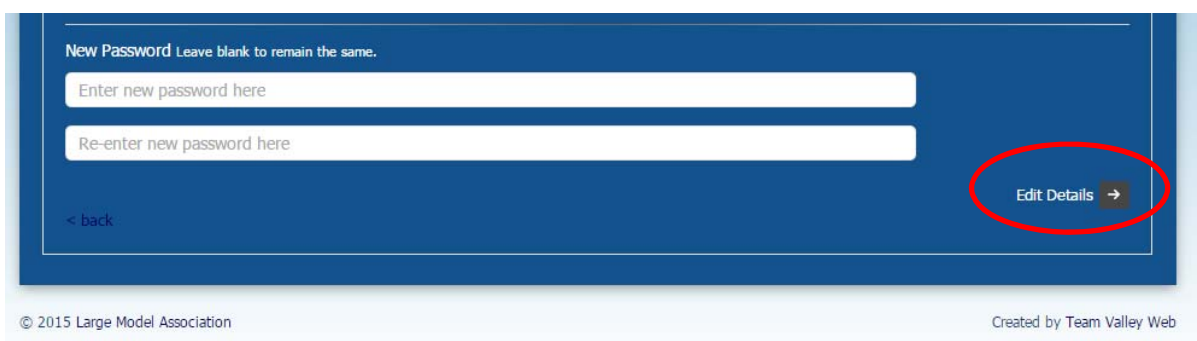 New Password Leave blank to remain the same.
Enter new password here
Re-enter new password here
Edit Details →
< back
© 2015 Large Model Association
Created by Team Valley Web